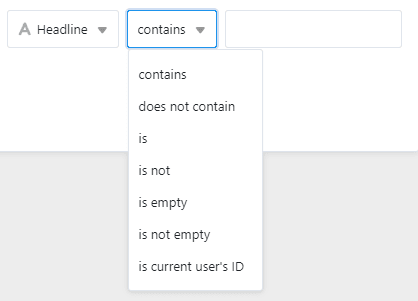 Headline
contains
contains
does not contain
is
is not
is empty
is not empty
is current user's ID